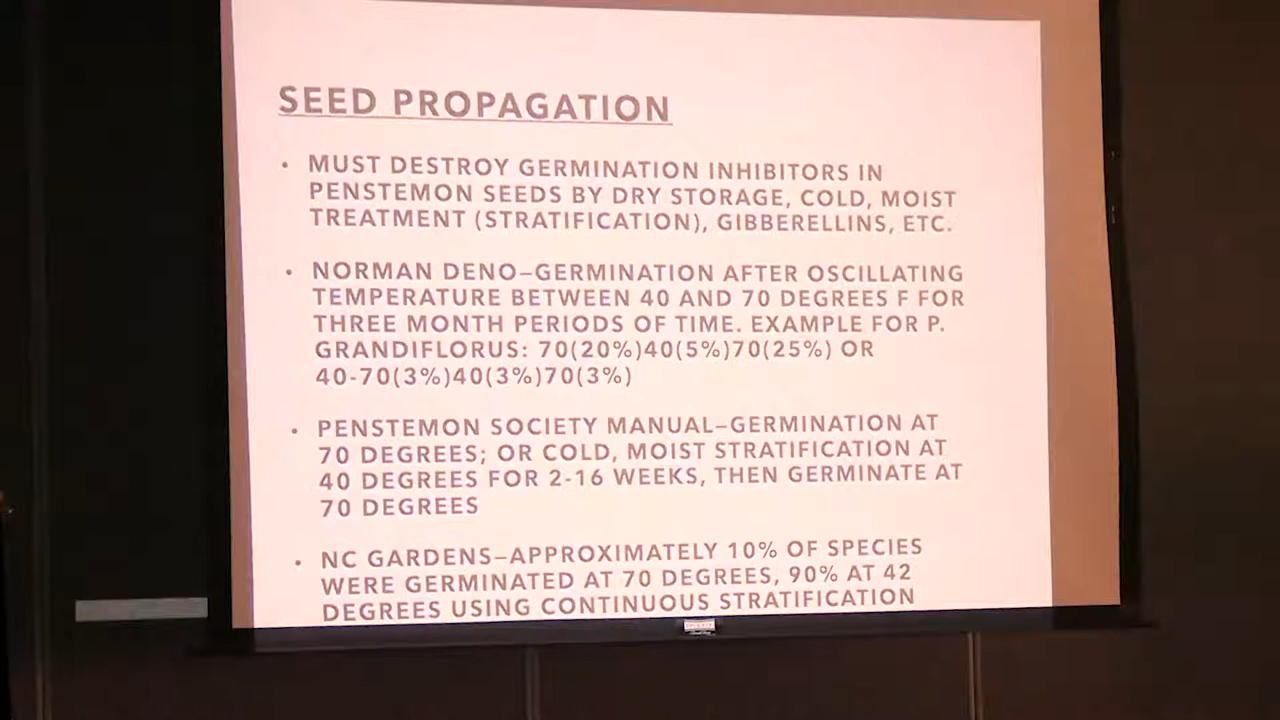 SEED PROPAGATION
• MUST DESTROY GERMINATION INHIBITORS IN
PENSTEMON SEEDS BY DRY STORAGE, COLD, MOIST
TREATMENT (STRATIFICATION), GIBBERELLINS, ETC.
• NORMAN DENO–GERMINATION AFTER OSCILLATING
TEMPERATURE BETWEEN 40 AND 70 DEGREES F FOR
THREE MONTH PERIODS OF TIME. EXAMPLE FOR P.
GRANDIFLORUS: 70(20%)40(5%)70(25%) OR
40-70(3%)40(3%)70(3%)
• PENSTEMON SOCIETY MANUAL–GERMINATION AT
70 DEGREES; OR COLD, MOIST STRATIFICATION AT
40 DEGREES FOR 2-16 WEEKS, THEN GERMINATE AT
70 DEGREES
• NC GARDENS–APPROXIMATELY 10% OF SPECIES
WERE GERMINATED AT 70 DEGREES, 90% AT 42
DEGREES USING CONTINUOUS STRATIFICATION